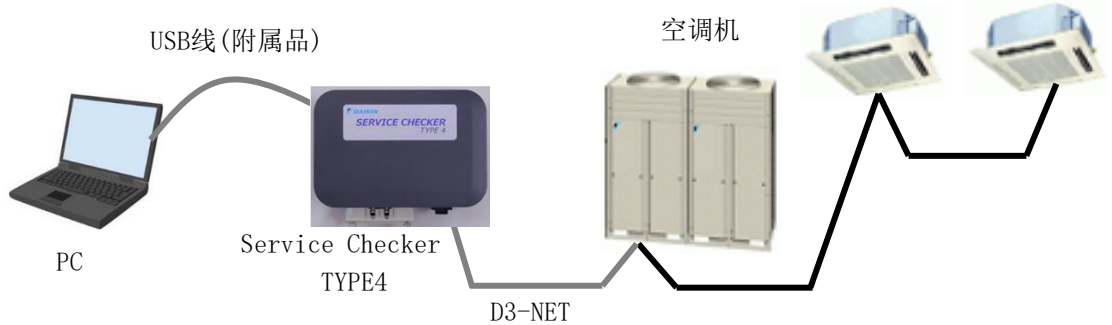 USB线(附属品)
空调机
DAIKIN
SERVICE CHECKER
TYPE 4
Service Checker
TYPE4
PC
D3-NET